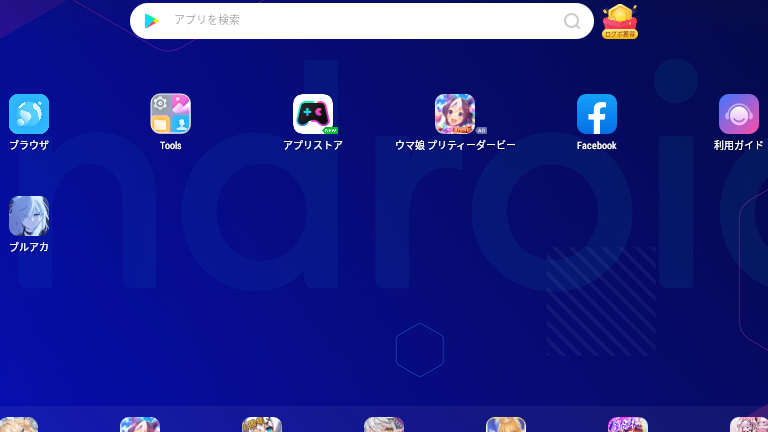 アプリを検索
ログボ獲得
ブラウザ
Tools
NEW
アプリストア
AD
ウマ娘 プリティーダービー
Facebook
利用ガイド
ブルアカ
android